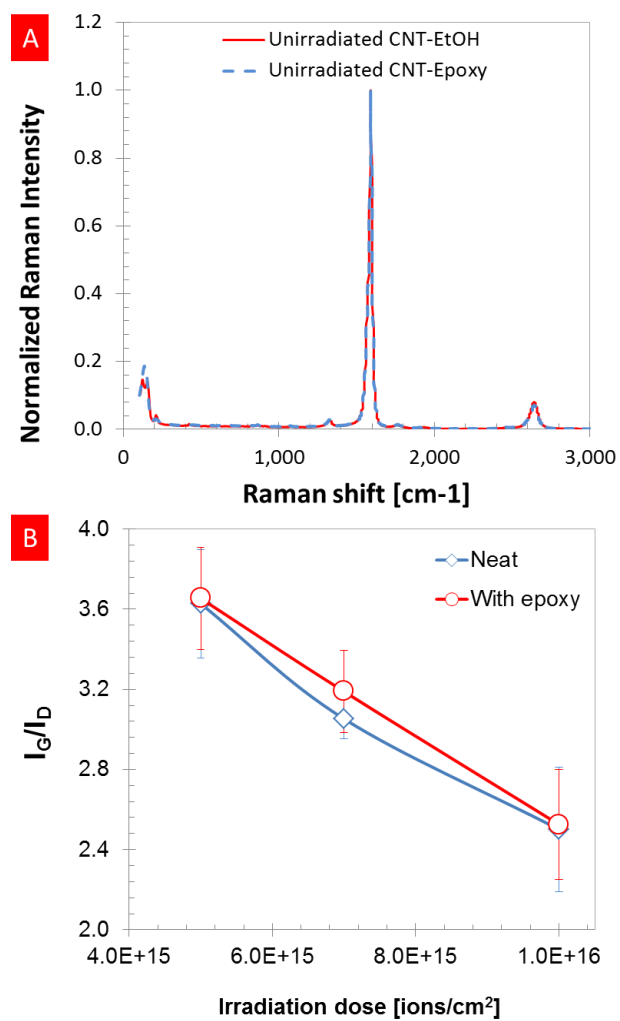 A
1.2
1.0
0.8
0.6
0.4
0.2
0.0
Normalized Raman Intensity
Unirradiated CNT-EtOH
Unirradiated CNT-Epoxy
0 1,000 2,000 3,000
Raman shift [cm-1]
B
4.0
3.6
3.2
2.8
2.4
2.0
I_G/I_D
Neat
With epoxy
4.0E+15 6.0E+15 8.0E+15 1.0E+16
Irradiation dose [ions/cm²]